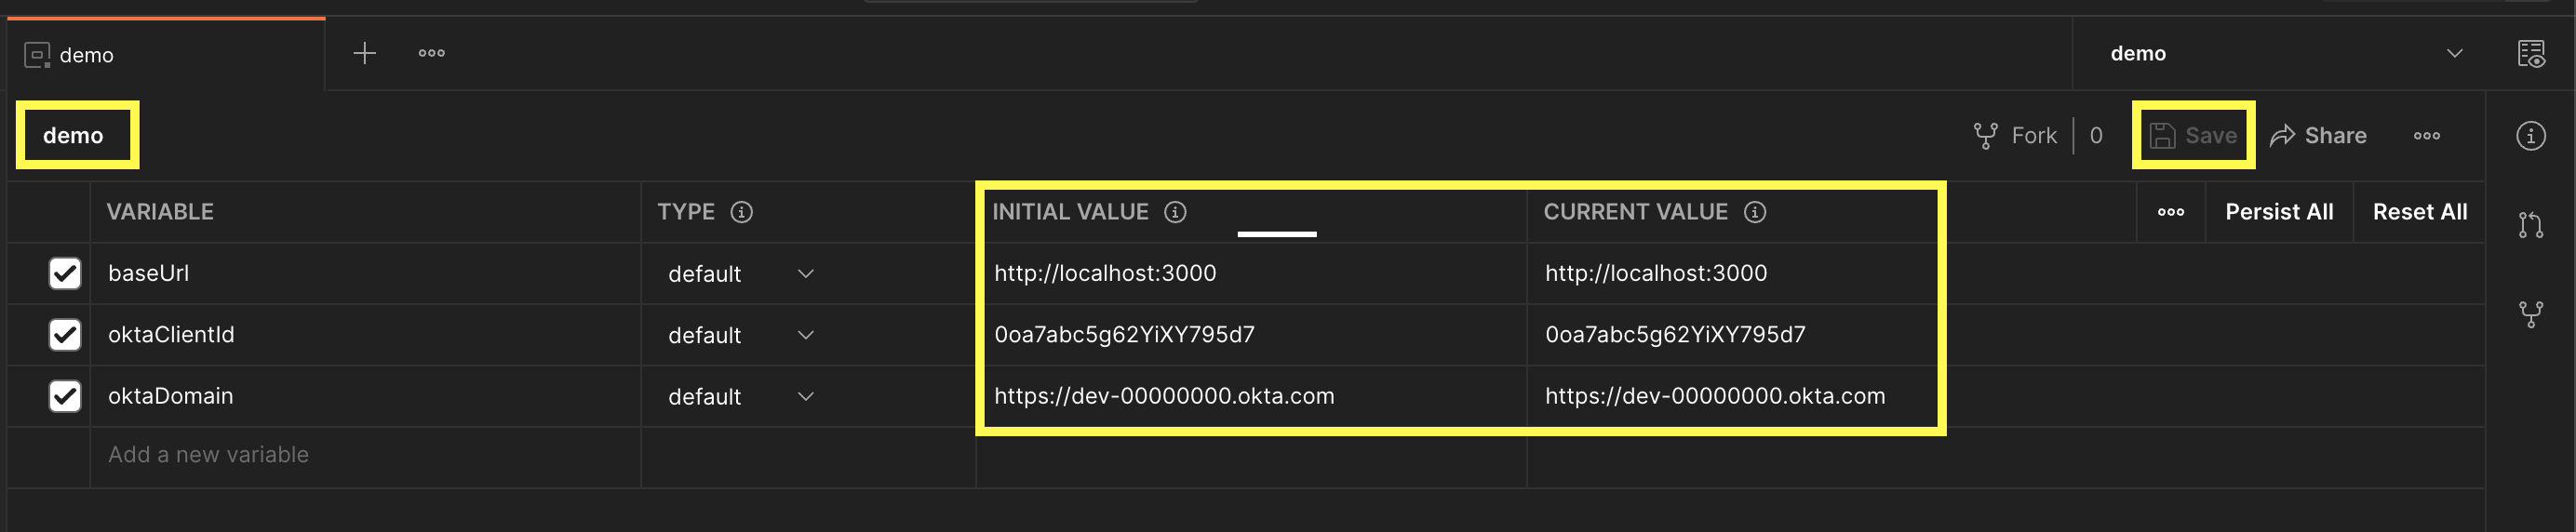 demo
demo
demo
Fork 0 Save Share
VARIABLE TYPE INITIAL VALUE CURRENT VALUE Persist All Reset All
baseUrl default http://localhost:3000 http://localhost:3000
oktaClientId default 0oa7abc5g62YiXY795d7 0oa7abc5g62YiXY795d7
oktaDomain default https://dev-00000000.okta.com https://dev-00000000.okta.com
Add a new variable